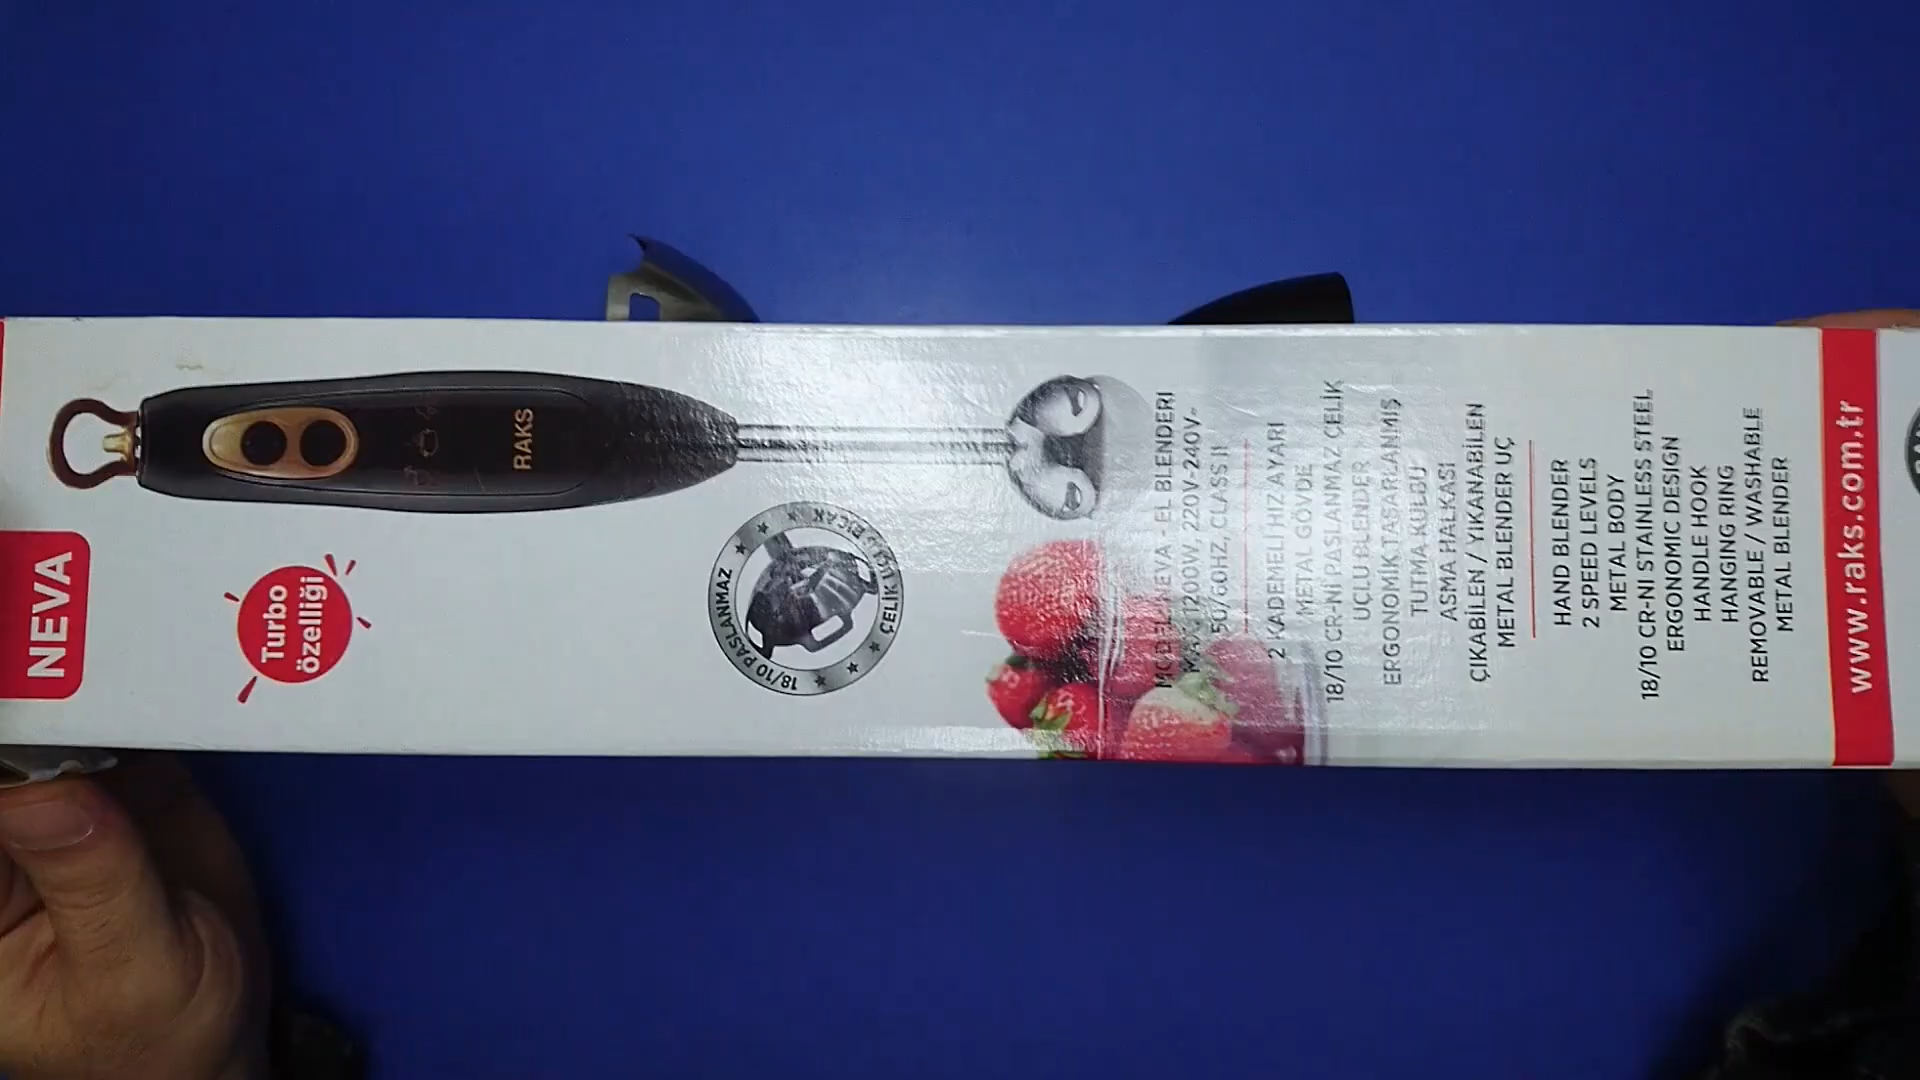 NEVA
Turbo
özelliği
RAKS
18/10 PASLANMAZ
ÇELİK UÇLU BIÇAK
MODEL: NEVA - EL BLENDERİ
MAX 1200W, 220V-240V~
50/60HZ, CLASS II
2 KADEMELİ HIZ AYARI
METAL GÖVDE
18/10 CR-Nİ PASLANMAZ ÇELİK
UÇLU BLENDER
ERGONOMİK TASARLANMIŞ
TUTMA KULBU
ASMA HALKASI
ÇIKABİLEN / YIKANABİLEN
METAL BLENDER UÇ
HAND BLENDER
2 SPEED LEVELS
METAL BODY
18/10 CR-NI STAINLESS STEEL
ERGONOMIC DESIGN
HANDLE HOOK
HANGING RING
REMOVABLE / WASHABLE
METAL BLENDER
www.raks.com.tr